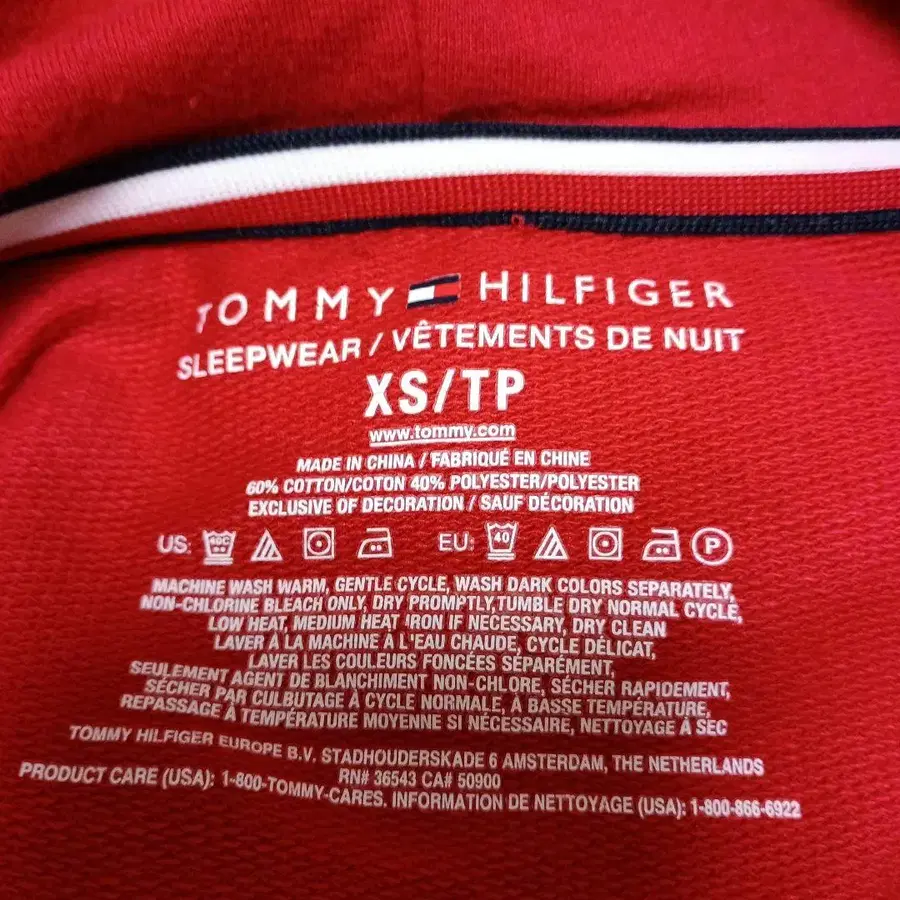 TOMMY HILFIGER
SLEEPWEAR / VÊTEMENTS DE NUIT
XS/TP
www.tommy.com
MADE IN CHINA / FABRIQUÉ EN CHINE
60% COTTON/COTON 40% POLYESTER/POLYESTER
EXCLUSIVE OF DECORATION / SAUF DÉCORATION
US: 40C EU: 40 P
MACHINE WASH WARM, GENTLE CYCLE, WASH DARK COLORS SEPARATELY,
NON-CHLORINE BLEACH ONLY, DRY PROMPTLY,TUMBLE DRY NORMAL CYCLE,
LOW HEAT, MEDIUM HEAT IRON IF NECESSARY, DRY CLEAN
LAVER À LA MACHINE À L'EAU CHAUDE, CYCLE DÉLICAT,
LAVER LES COULEURS FONCÉES SÉPARÉMENT,
SEULEMENT AGENT DE BLANCHIMENT NON-CHLORE, SÉCHER RAPIDEMENT,
SÉCHER PAR CULBUTAGE À CYCLE NORMALE, À BASSE TEMPÉRATURE,
REPASSAGE À TEMPÉRATURE MOYENNE SI NÉCESSAIRE, NETTOYAGE À SEC
TOMMY HILFIGER EUROPE B.V. STADHOUDERSKADE 6 AMSTERDAM, THE NETHERLANDS
RN# 36543 CA# 50900
PRODUCT CARE (USA): 1-800-TOMMY-CARES. INFORMATION DE NETTOYAGE (USA): 1-800-866-6922